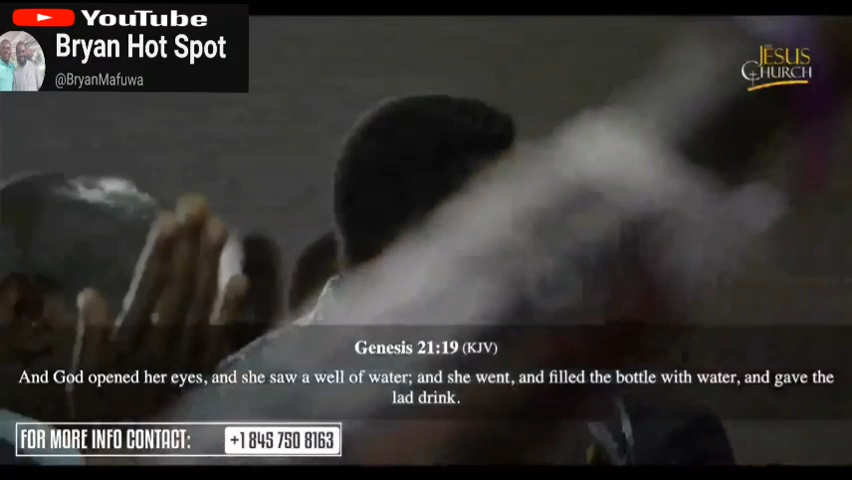 YouTube
Bryan Hot Spot
@BryanMafuwa
JESUS
CHURCH
Genesis 21:19 (KJV)
And God opened her eyes, and she saw a well of water; and she went, and filled the bottle with water, and gave the
lad drink.
FOR MORE INFO CONTACT: +1 845 750 8163